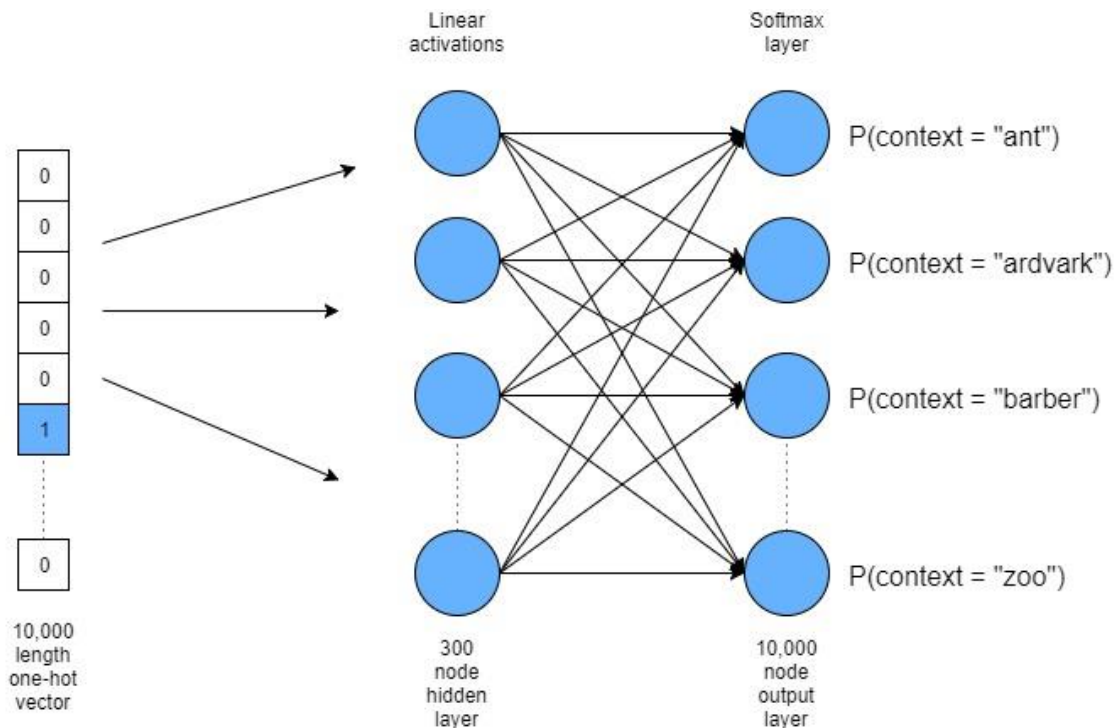 Linear
activations
Softmax
layer
0
0
0
0
0
1
0
10,000
length
one-hot
vector
300
node
hidden
layer
10,000
node
output
layer
P(context = "ant")
P(context = "ardvark")
P(context = "barber")
P(context = "zoo")